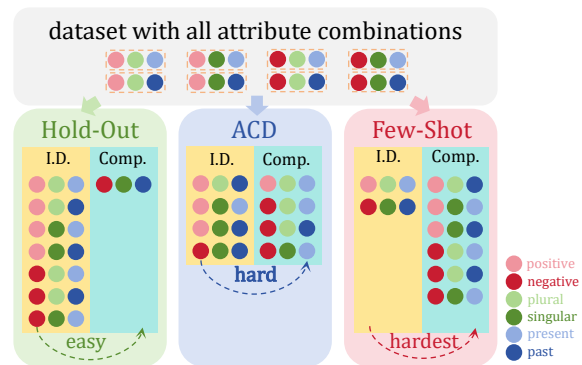 dataset with all attribute combinations
Hold-Out
I.D.
Comp.
easy
ACD
I.D.
Comp.
hard
Few-Shot
I.D.
Comp.
hardest
positive
negative
plural
singular
present
past